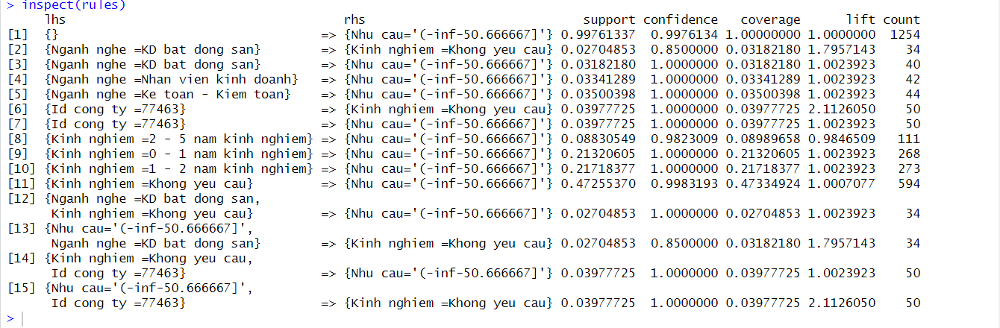 > inspect(rules)
lhs rhs support confidence coverage lift count
[1] {} => {Nhu cau='(-inf-50.666667]'} 0.99761337 0.9976134 1.00000000 1.0000000 1254
[2] {Nganh nghe =KD bat dong san} => {Kinh nghiem =Khong yeu cau} 0.02704853 0.8500000 0.03182180 1.7957143 34
[3] {Nganh nghe =KD bat dong san} => {Nhu cau='(-inf-50.666667]'} 0.03182180 1.0000000 0.03182180 1.0023923 40
[4] {Nganh nghe =Nhan vien kinh doanh} => {Nhu cau='(-inf-50.666667]'} 0.03341289 1.0000000 0.03341289 1.0023923 42
[5] {Nganh nghe =Ke toan - Kiem toan} => {Nhu cau='(-inf-50.666667]'} 0.03500398 1.0000000 0.03500398 1.0023923 44
[6] {Id cong ty =77463} => {Kinh nghiem =Khong yeu cau} 0.03977725 1.0000000 0.03977725 2.1126050 50
[7] {Id cong ty =77463} => {Nhu cau='(-inf-50.666667]'} 0.03977725 1.0000000 0.03977725 1.0023923 50
[8] {Kinh nghiem =2 - 5 nam kinh nghiem} => {Nhu cau='(-inf-50.666667]'} 0.08830549 0.9823009 0.08989658 0.9846509 111
[9] {Kinh nghiem =0 - 1 nam kinh nghiem} => {Nhu cau='(-inf-50.666667]'} 0.21320605 1.0000000 0.21320605 1.0023923 268
[10] {Kinh nghiem =1 - 2 nam kinh nghiem} => {Nhu cau='(-inf-50.666667]'} 0.21718377 1.0000000 0.21718377 1.0023923 273
[11] {Kinh nghiem =Khong yeu cau} => {Nhu cau='(-inf-50.666667]'} 0.47255370 0.9983193 0.47334924 1.0007077 594
[12] {Nganh nghe =KD bat dong san,
Kinh nghiem =Khong yeu cau} => {Nhu cau='(-inf-50.666667]'} 0.02704853 1.0000000 0.02704853 1.0023923 34
[13] {Nhu cau='(-inf-50.666667]',
Nganh nghe =KD bat dong san} => {Kinh nghiem =Khong yeu cau} 0.02704853 0.8500000 0.03182180 1.7957143 34
[14] {Kinh nghiem =Khong yeu cau,
Id cong ty =77463} => {Nhu cau='(-inf-50.666667]'} 0.03977725 1.0000000 0.03977725 1.0023923 50
[15] {Nhu cau='(-inf-50.666667]',
Id cong ty =77463} => {Kinh nghiem =Khong yeu cau} 0.03977725 1.0000000 0.03977725 2.1126050 50
>